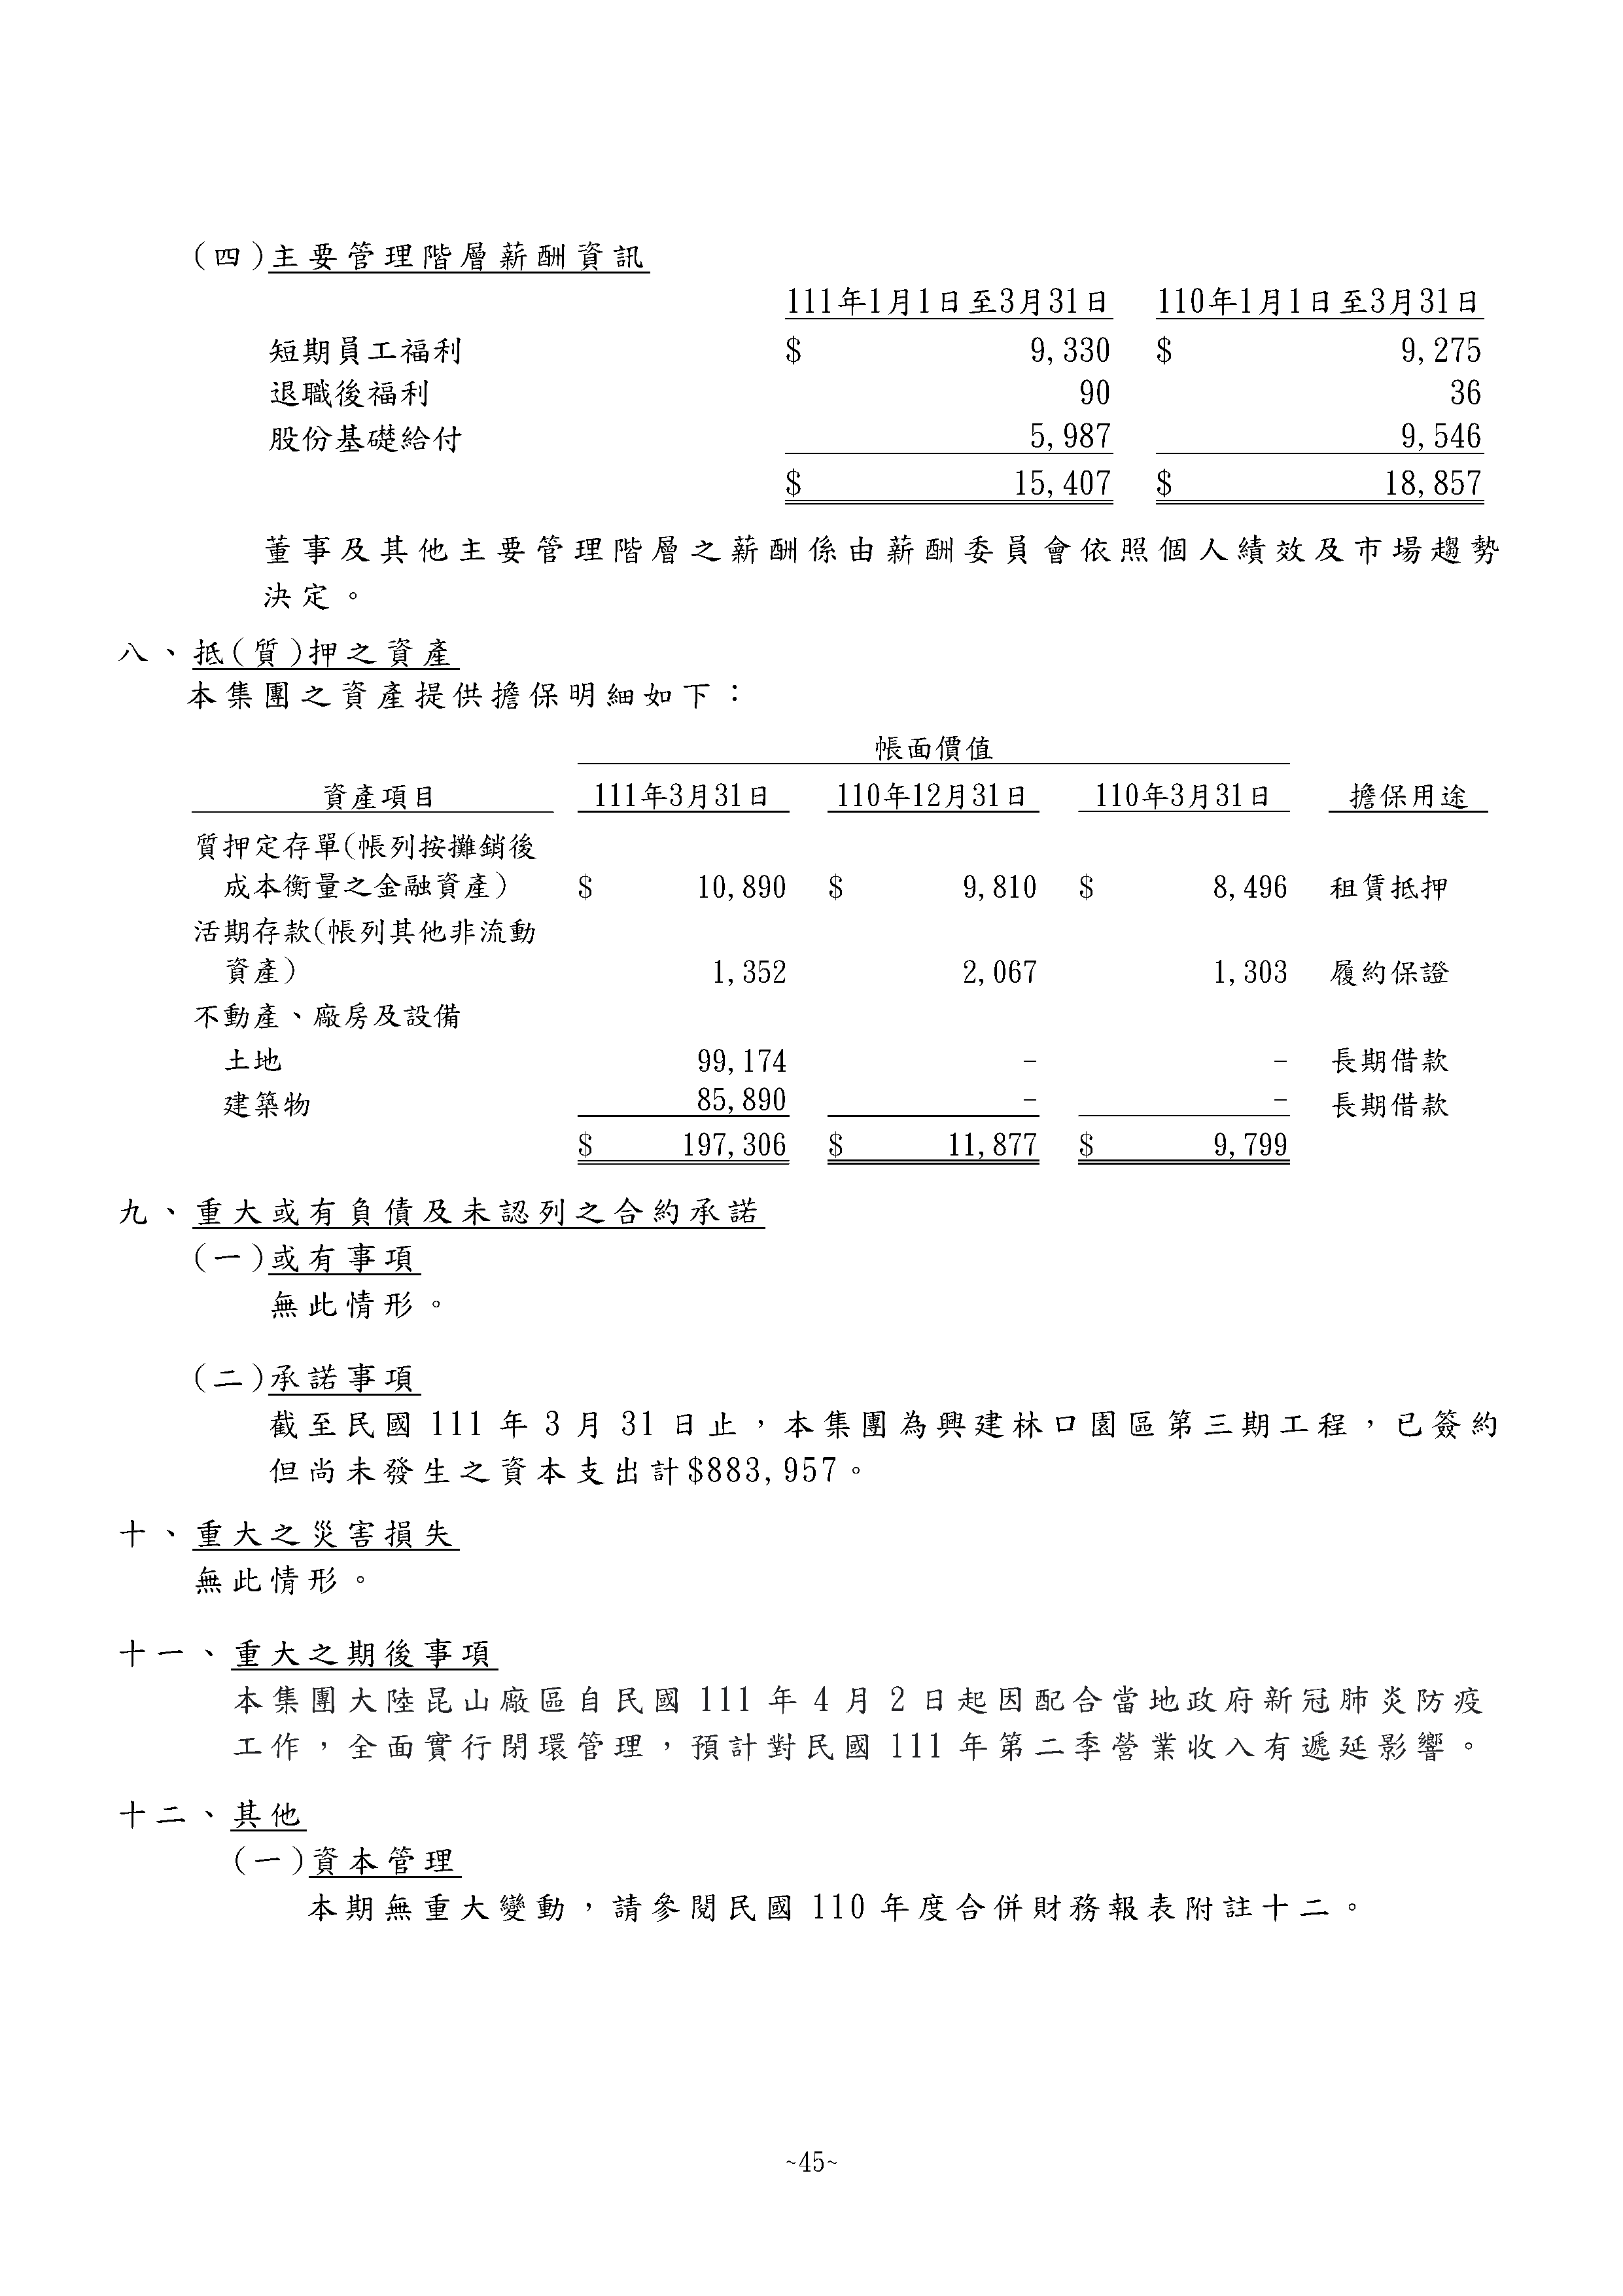 (四)主要管理階層薪酬資訊
111年1月1日至3月31日 110年1月1日至3月31日
短期員工福利 $ 9,330 $ 9,275
退職後福利 90 36
股份基礎給付 5,987 9,546
$ 15,407 $ 18,857
董事及其他主要管理階層之薪酬係由薪酬委員會依照個人績效及市場趨勢
決定。
八、抵(質)押之資產
本集團之資產提供擔保明細如下：
帳面價值
資產項目 111年3月31日 110年12月31日 110年3月31日 擔保用途
質押定存單(帳列按攤銷後
成本衡量之金融資產) $ 10,890 $ 9,810 $ 8,496 租賃抵押
活期存款(帳列其他非流動
資產) 1,352 2,067 1,303 履約保證
不動產、廠房及設備
土地 99,174 - - 長期借款
建築物 85,890 - - 長期借款
$ 197,306 $ 11,877 $ 9,799
九、重大或有負債及未認列之合約承諾
(一)或有事項
無此情形。
(二)承諾事項
截至民國 111 年 3 月 31 日止，本集團為興建林口園區第三期工程，已簽約
但尚未發生之資本支出計$883,957。
十、重大之災害損失
無此情形。
十一、重大之期後事項
本集團大陸昆山廠區自民國 111 年 4 月 2 日起因配合當地政府新冠肺炎防疫
工作，全面實行閉環管理，預計對民國 111 年第二季營業收入有遞延影響。
十二、其他
(一)資本管理
本期無重大變動，請參閱民國 110 年度合併財務報表附註十二。
~45~